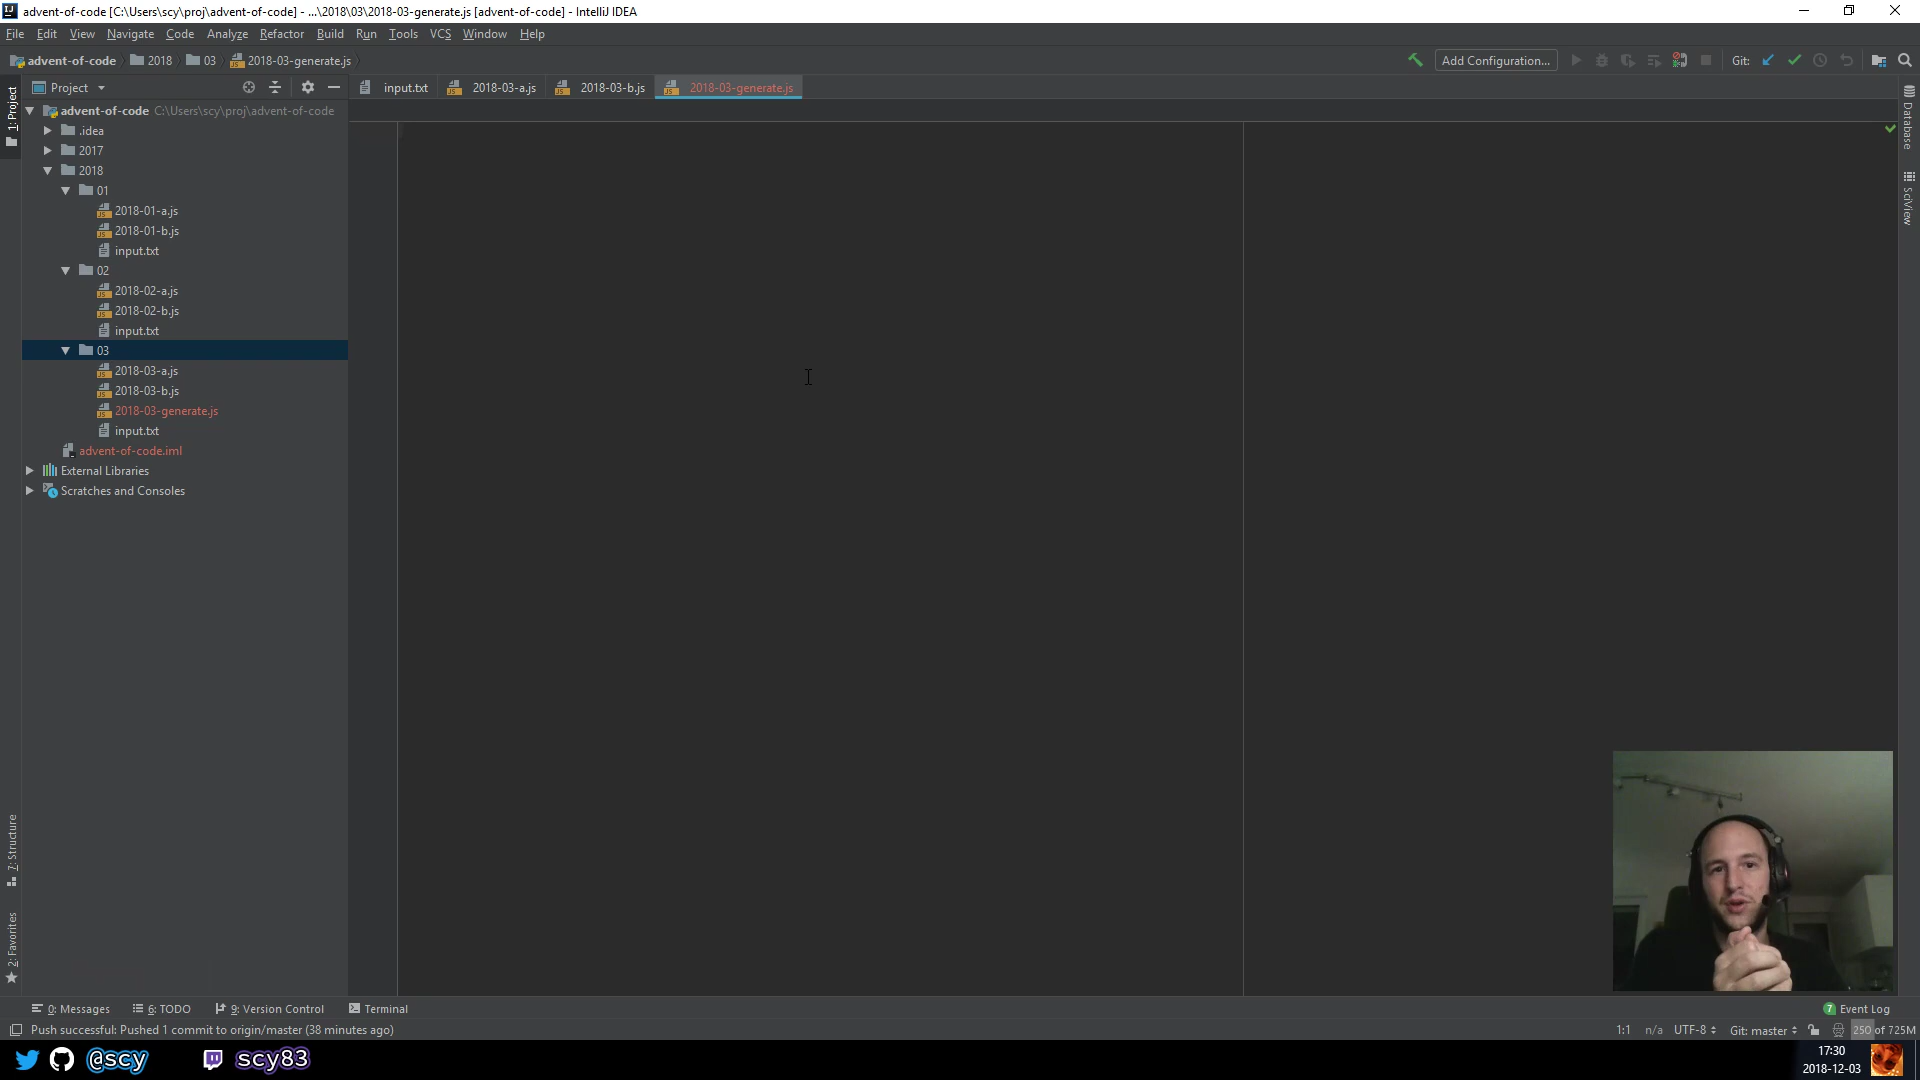 advent-of-code [C:\Users\scy\proj\advent-of-code] - ...\2018\03\2018-03-generate.js [advent-of-code] - IntelliJ IDEA
File Edit View Navigate Code Analyze Refactor Build Run Tools VCS Window Help
advent-of-code 2018 03 2018-03-generate.js
Add Configuration... Git:
Project
input.txt 2018-03-a.js 2018-03-b.js 2018-03-generate.js
1: Project
advent-of-code C:\Users\scy\proj\advent-of-code
.idea
2017
2018
01
2018-01-a.js
2018-01-b.js
input.txt
02
2018-02-a.js
2018-02-b.js
input.txt
03
2018-03-a.js
2018-03-b.js
2018-03-generate.js
input.txt
advent-of-code.iml
External Libraries
Scratches and Consoles
Database
SciView
7: Structure
2: Favorites
0: Messages 6: TODO 9: Version Control Terminal
7 Event Log
Push successful: Pushed 1 commit to origin/master (38 minutes ago)
1:1 n/a UTF-8 Git: master 250 of 725M
@scy scy83
17:30
2018-12-03